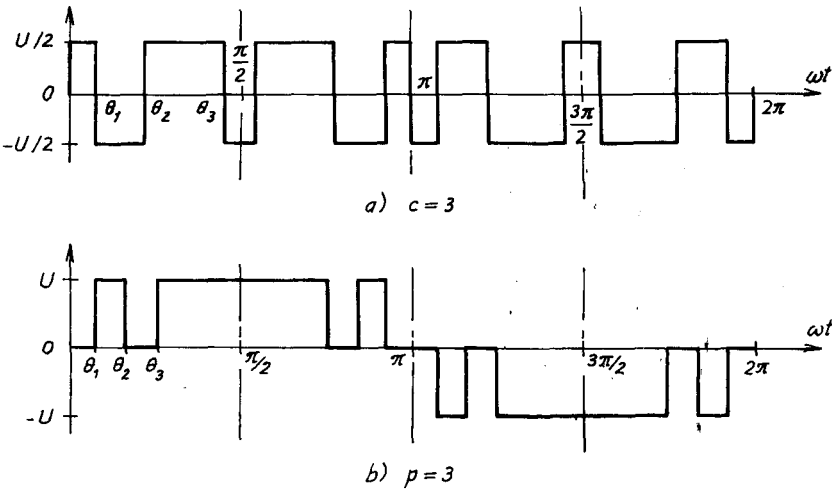 U/2
0
-U/2
θ1
θ2
θ3
π/2
π
3π/2
ωt
2π
a) c = 3
U
0
-U
θ1
θ2
θ3
π/2
π
3π/2
ωt
2π
b) p = 3